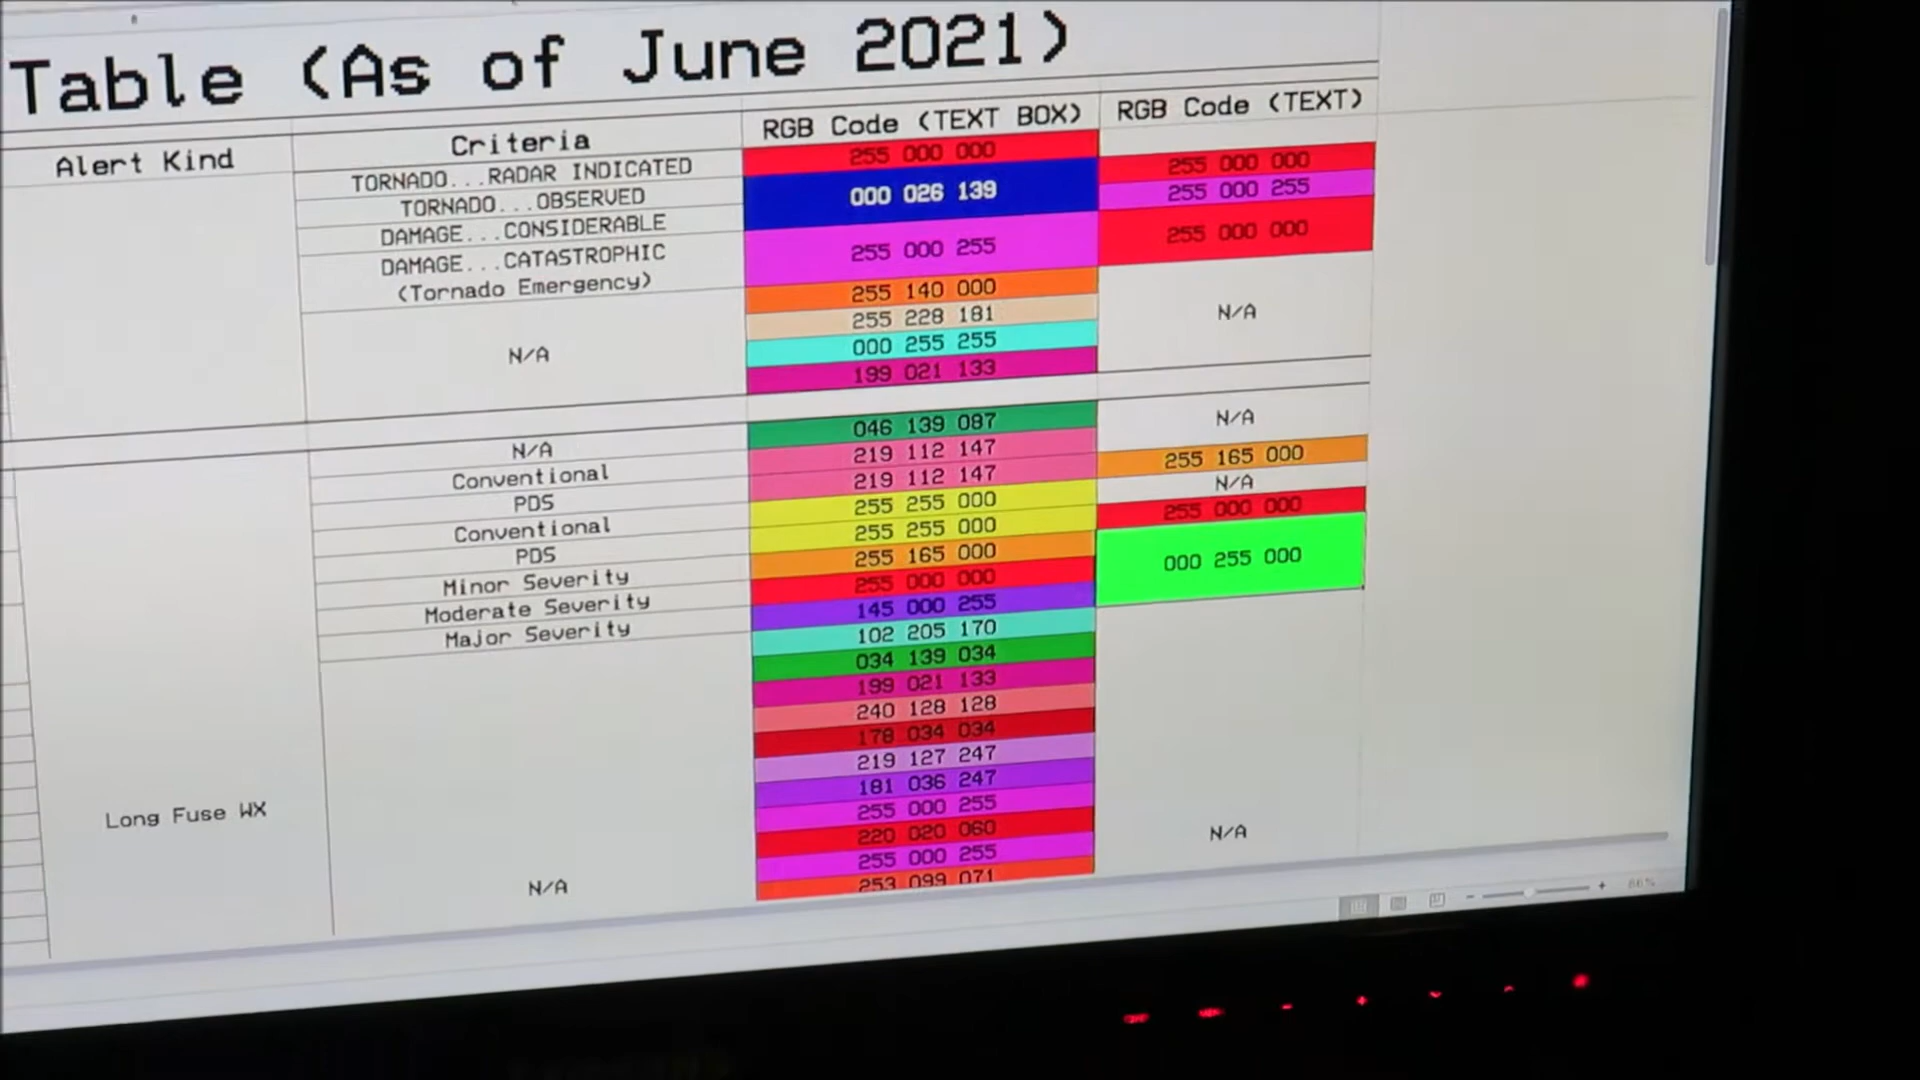 Table (As of June 2021)
Alert Kind
Criteria
RGB Code (TEXT BOX)
RGB Code (TEXT)
TORNADO...RADAR INDICATED
255 000 000
255 000 000
TORNADO...OBSERVED
000 026 139
255 000 255
DAMAGE...CONSIDERABLE
255 000 000
DAMAGE...CATASTROPHIC
255 000 255
(Tornado Emergency)
255 140 000
255 228 181
N/A
N/A
000 255 255
199 021 133
N/A
046 139 087
N/A
Conventional
219 112 147
255 165 000
PDS
219 112 147
N/A
Conventional
255 255 000
255 000 000
PDS
255 255 000
000 255 000
Minor Severity
255 165 000
Moderate Severity
255 000 000
Major Severity
145 000 255
102 205 170
034 139 034
199 021 133
240 128 128
178 034 034
219 127 247
181 036 247
Long Fuse WX
255 000 255
220 020 060
N/A
255 000 255
N/A
253 099 071
86%